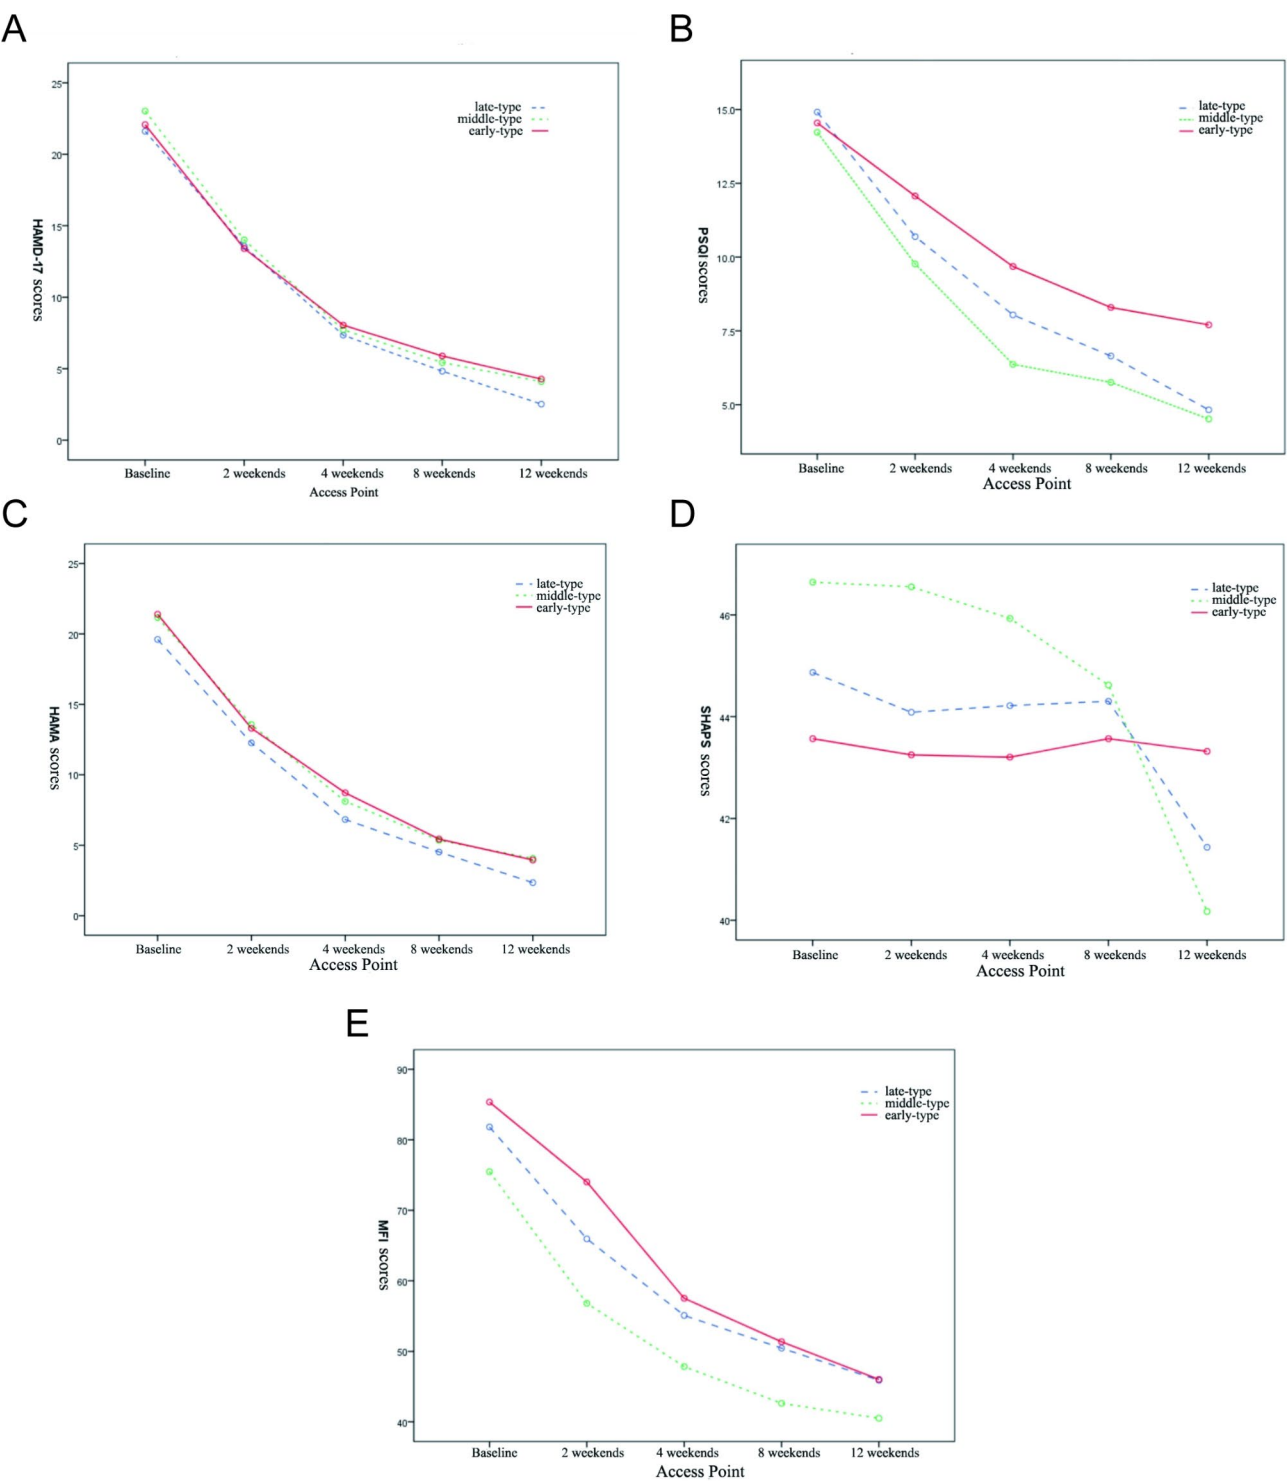 A
HAMD-17 scores
25
20
15
10
5
0
late-type
middle-type
early-type
Baseline
2 weekends
4 weekends
8 weekends
12 weekends
Access Point
B
PSQI scores
15.0
12.5
10.0
7.5
5.0
late-type
middle-type
early-type
Baseline
2 weekends
4 weekends
8 weekends
12 weekends
Access Point
C
HAMA scores
25
20
15
10
5
0
late-type
middle-type
early-type
Baseline
2 weekends
4 weekends
8 weekends
12 weekends
Access Point
D
SHAPS scores
46
44
42
40
late-type
middle-type
early-type
Baseline
2 weekends
4 weekends
8 weekends
12 weekends
Access Point
E
MFI scores
90
80
70
60
50
40
late-type
middle-type
early-type
Baseline
2 weekends
4 weekends
8 weekends
12 weekends
Access Point